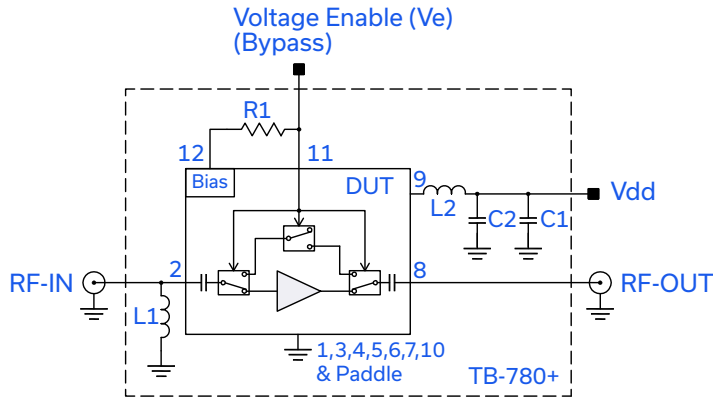 Voltage Enable (Ve)
(Bypass)
R1
12
11
Bias
DUT
9
L2
C2
C1
Vdd
RF-IN
2
8
RF-OUT
L1
1,3,4,5,6,7,10
& Paddle
TB-780+